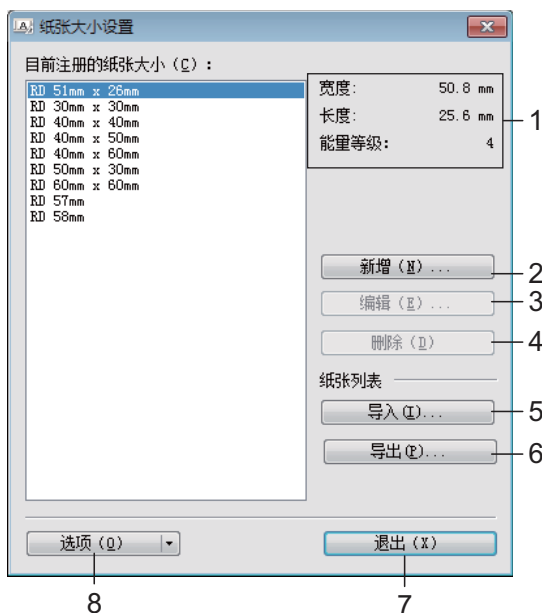 纸张大小设置
目前注册的纸张大小（C）：
RD 51mm x 26mm
RD 30mm x 30mm
RD 40mm x 40mm
RD 40mm x 50mm
RD 40mm x 60mm
RD 50mm x 30mm
RD 60mm x 60mm
RD 57mm
RD 58mm
宽度： 50.8 mm
长度： 25.6 mm
能量等级： 4
1
新增（N）...
2
编辑（E）...
3
删除（D）
4
纸张列表
导入(I)...
5
导出(P)...
6
选项（O）
退出（X）
8
7